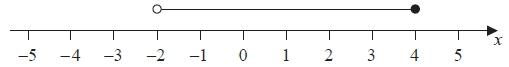 –5 –4 –3 –2 –1 0 1 2 3 4 5 x